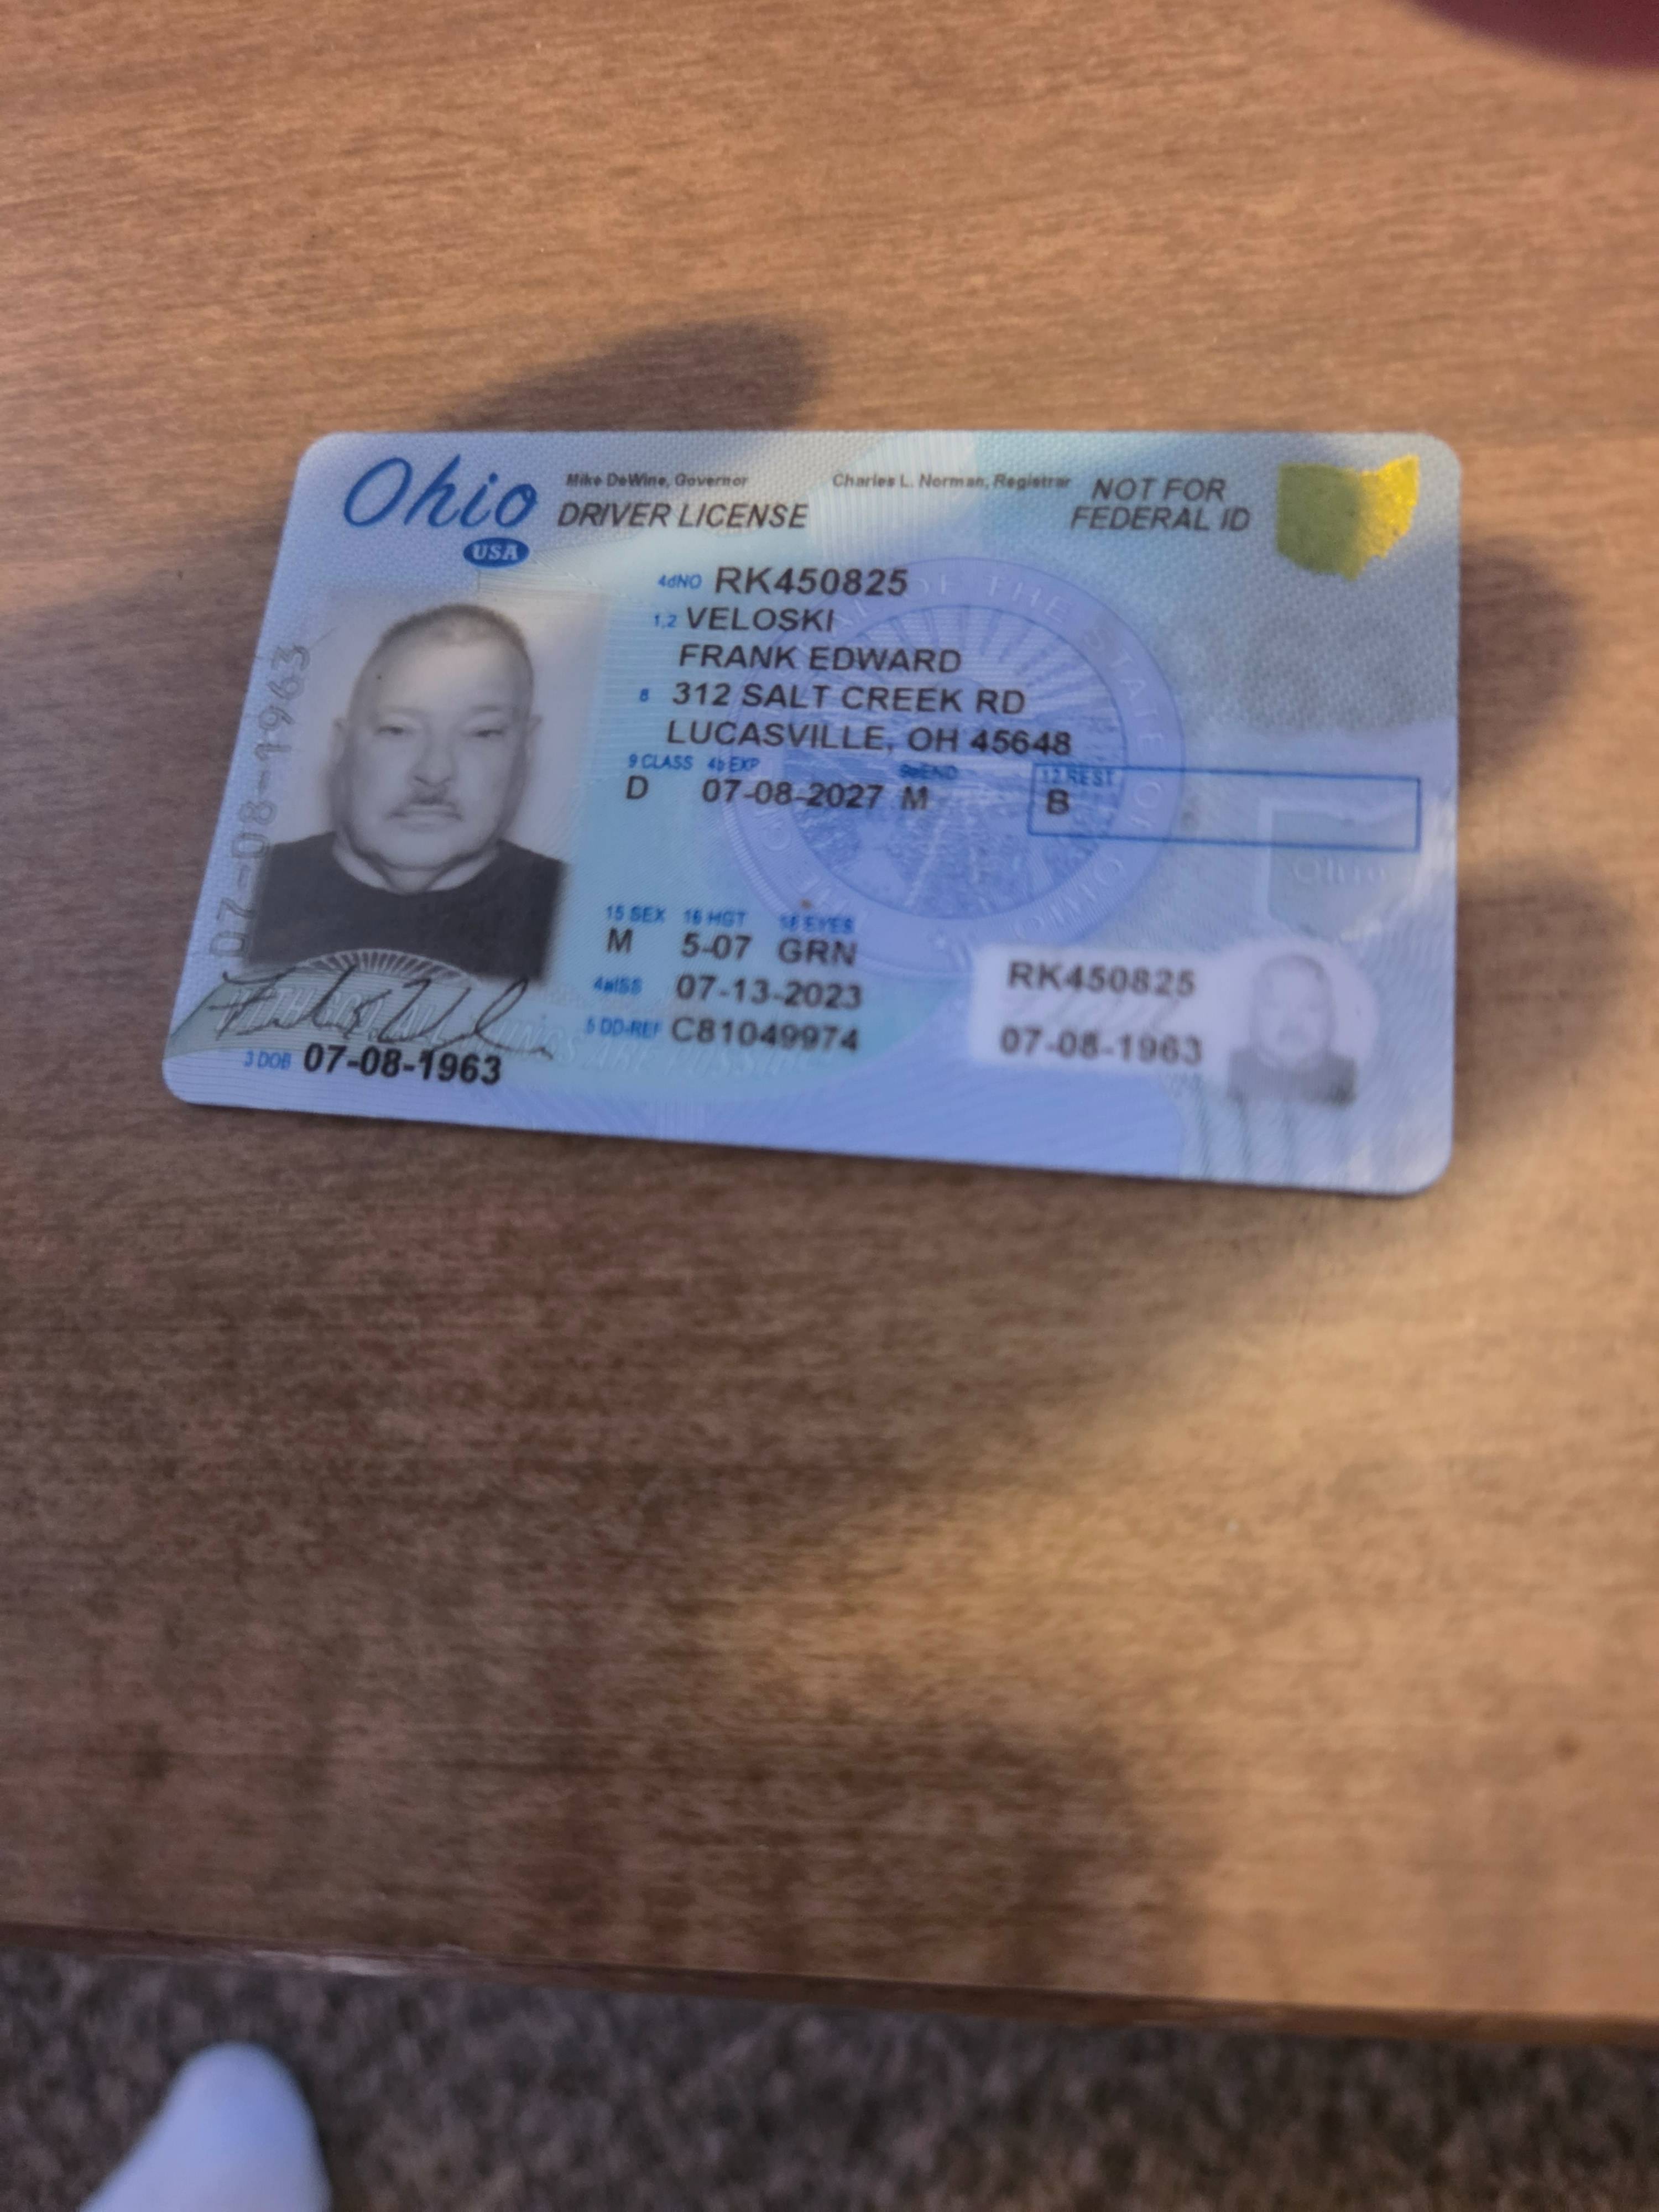 Ohio
USA
Mike DeWine, Governor
Charles L. Norman, Registrar
DRIVER LICENSE
NOT FOR
FEDERAL ID
4dNO RK450825
1,2 VELOSKI
FRANK EDWARD
8 312 SALT CREEK RD
LUCASVILLE, OH 45648
9 CLASS 4b EXP 9aEND 12 REST
D 07-08-2027 M B
15 SEX 16 HGT 18 EYES
M 5-07 GRN
4aISS 07-13-2023
5 DD-REF C81049974
3 DOB 07-08-1963
07-08-1963
RK450825
07-08-1963
Ohio